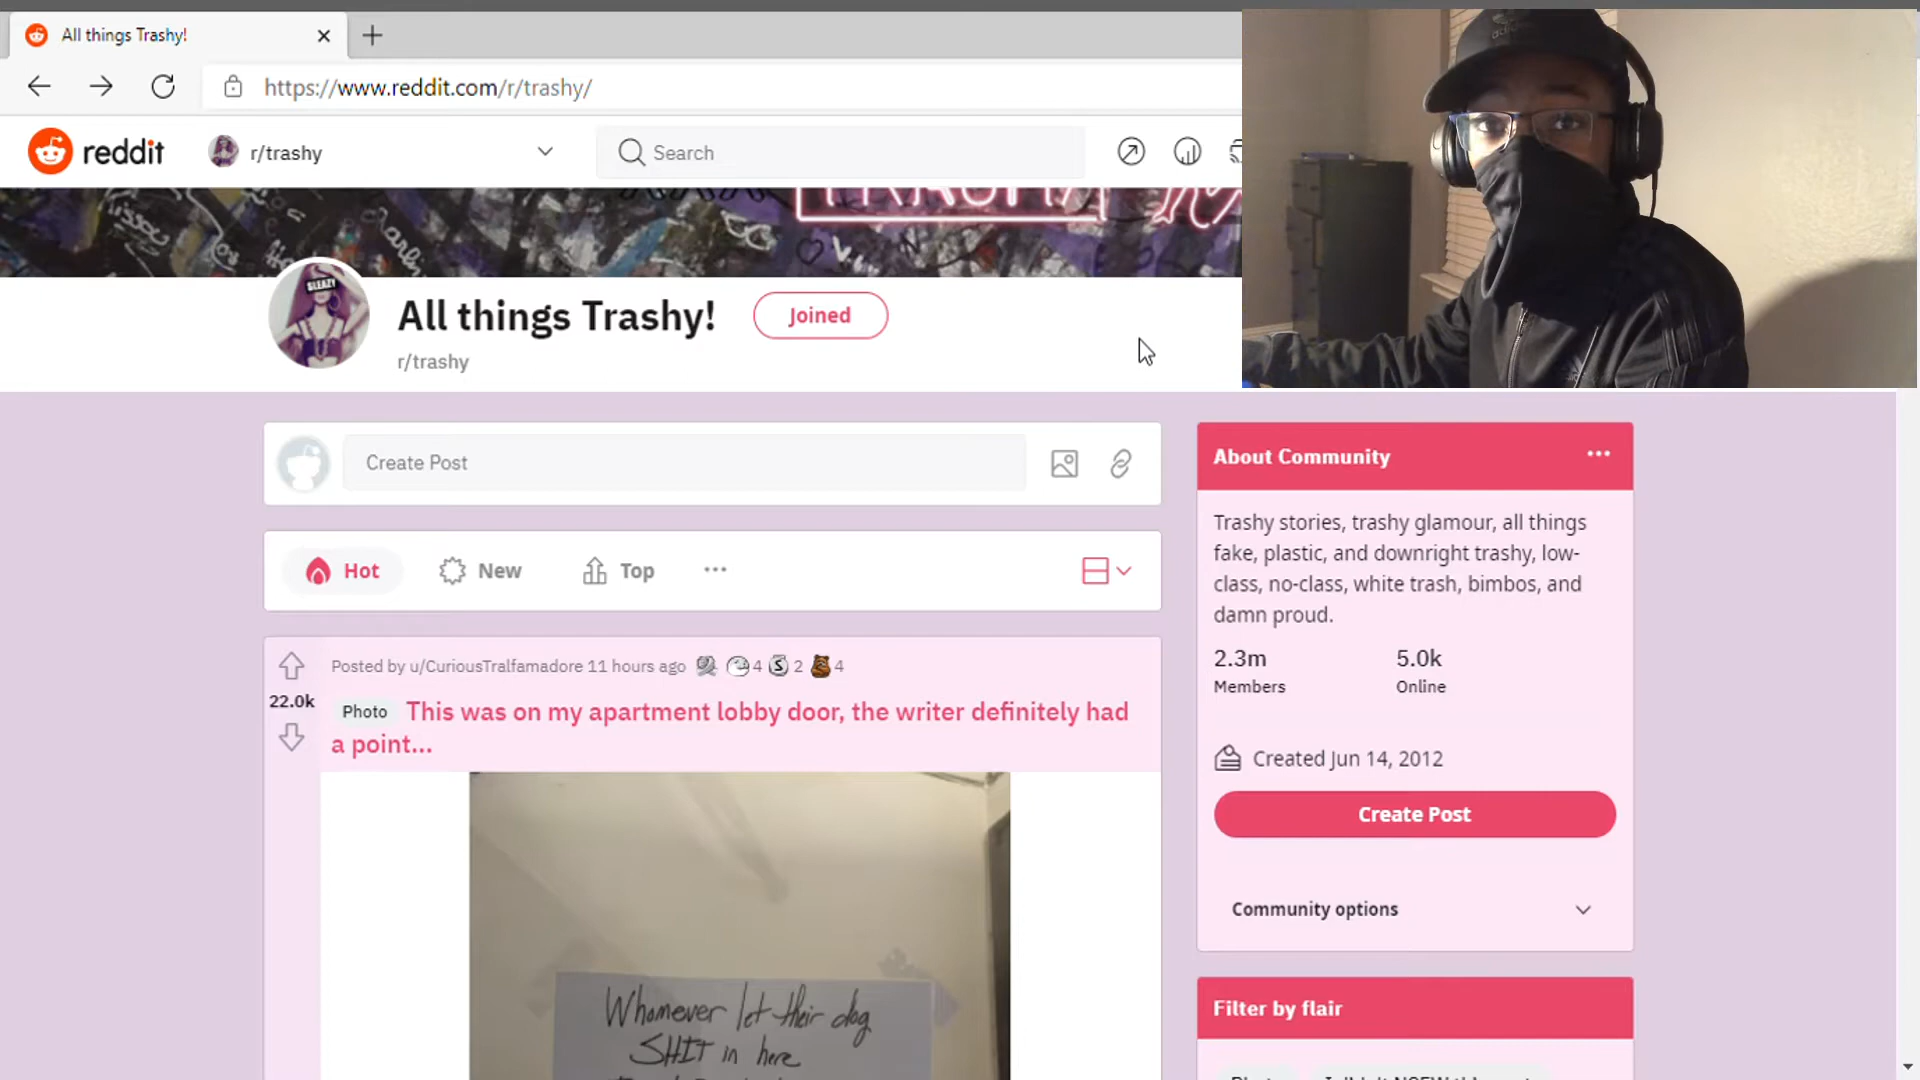 All things Trashy!
https://www.reddit.com/r/trashy/
reddit
r/trashy
Search
SLEAZY
All things Trashy!
Joined
r/trashy
Create Post
Hot
New
Top
Posted by u/CuriousTralfamadore 11 hours ago
4
2
4
22.0k
Photo
This was on my apartment lobby door, the writer definitely had
a point...
Whomever let their dog
SHIT in here
About Community
Trashy stories, trashy glamour, all things
fake, plastic, and downright trashy, low-
class, no-class, white trash, bimbos, and
damn proud.
2.3m
5.0k
Members
Online
Created Jun 14, 2012
Create Post
Community options
Filter by flair